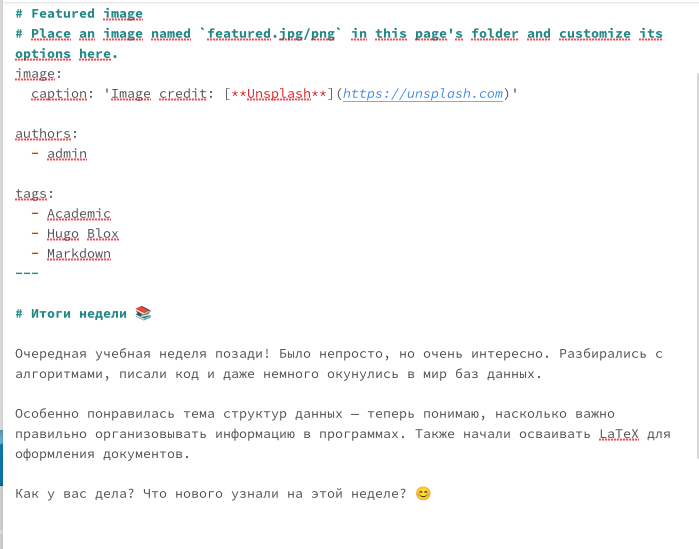 # Featured image
# Place an image named `featured.jpg/png` in this page's folder and customize its
options here.
image:
  caption: 'Image credit: [**Unsplash**](https://unsplash.com)'
authors:
  - admin
tags:
  - Academic
  - Hugo Blox
  - Markdown
---
# Итоги недели 📚
Очередная учебная неделя позади! Было непросто, но очень интересно. Разбирались с
алгоритмами, писали код и даже немного окунулись в мир баз данных.
Особенно понравилась тема структур данных — теперь понимаю, насколько важно
правильно организовывать информацию в программах. Также начали осваивать LaTeX для
оформления документов.
Как у вас дела? Что нового узнали на этой неделе? 😊